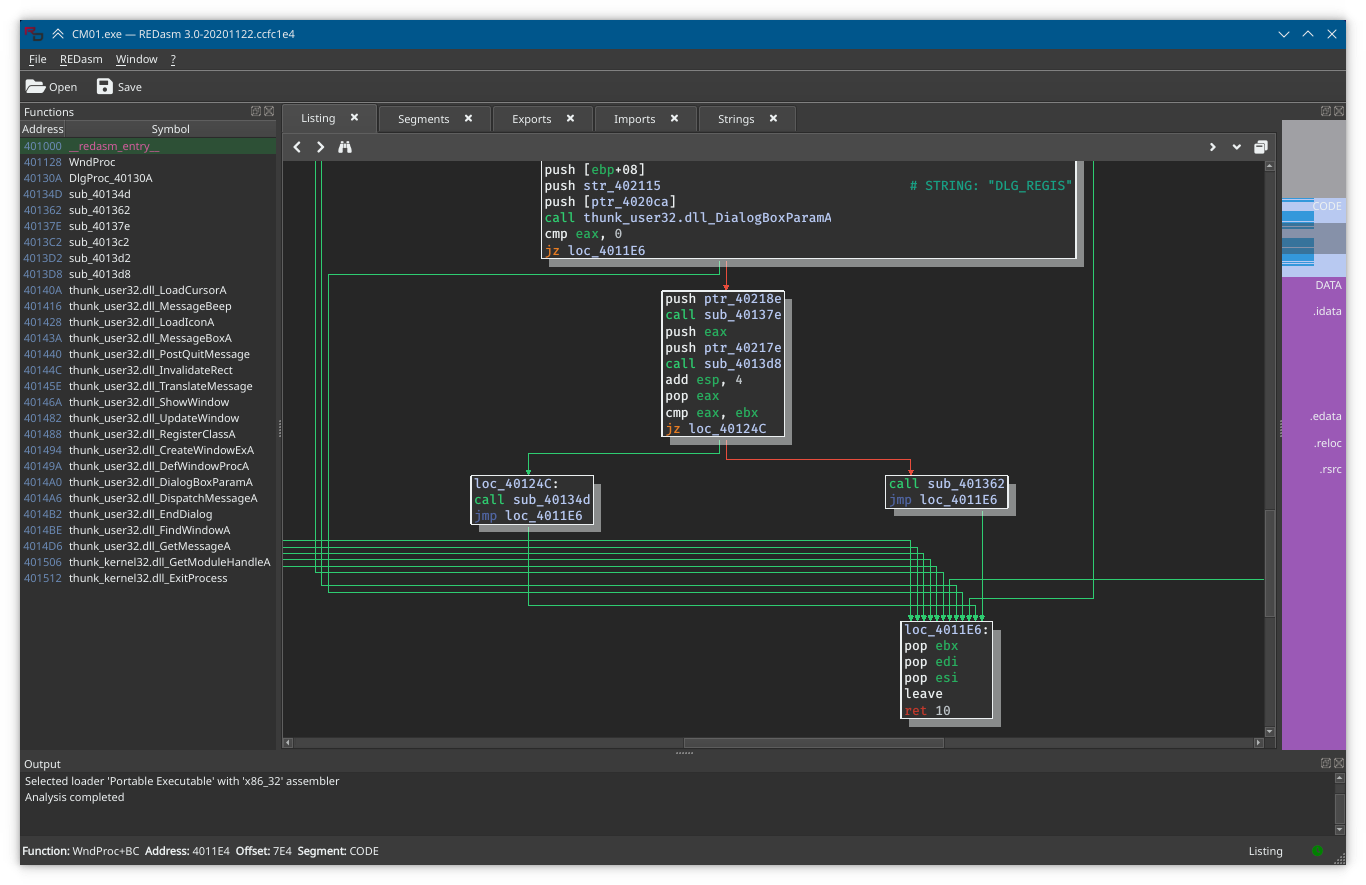 CM01.exe — REDasm 3.0-20201122.ccfc1e4
File REDasm Window ?
Open Save
Functions
Address Symbol
401000 __redasm_entry__
401128 WndProc
40130A DlgProc_40130A
40134D sub_40134d
401362 sub_401362
40137E sub_40137e
4013C2 sub_4013c2
4013D2 sub_4013d2
4013D8 sub_4013d8
40140A thunk_user32.dll_LoadCursorA
401416 thunk_user32.dll_MessageBeep
401428 thunk_user32.dll_LoadIconA
40143A thunk_user32.dll_MessageBoxA
401440 thunk_user32.dll_PostQuitMessage
40144C thunk_user32.dll_InvalidateRect
40145E thunk_user32.dll_TranslateMessage
40146A thunk_user32.dll_ShowWindow
401482 thunk_user32.dll_UpdateWindow
401488 thunk_user32.dll_RegisterClassA
401494 thunk_user32.dll_CreateWindowExA
40149A thunk_user32.dll_DefWindowProcA
4014A0 thunk_user32.dll_DialogBoxParamA
4014A6 thunk_user32.dll_DispatchMessageA
4014B2 thunk_user32.dll_EndDialog
4014BE thunk_user32.dll_FindWindowA
4014D6 thunk_user32.dll_GetMessageA
401506 thunk_kernel32.dll_GetModuleHandleA
401512 thunk_kernel32.dll_ExitProcess
Listing Segments Exports Imports Strings
push [ebp+08]
push str_402115 # STRING: "DLG_REGIS"
push [ptr_4020ca]
call thunk_user32.dll_DialogBoxParamA
cmp eax, 0
jz loc_4011E6
push ptr_40218e
call sub_40137e
push eax
push ptr_40217e
call sub_4013d8
add esp, 4
pop eax
cmp eax, ebx
jz loc_40124C
loc_40124C:
call sub_40134d
jmp loc_4011E6
call sub_401362
jmp loc_4011E6
loc_4011E6:
pop ebx
pop edi
pop esi
leave
ret 10
CODE
DATA
.idata
.edata
.reloc
.rsrc
Output
Selected loader 'Portable Executable' with 'x86_32' assembler
Analysis completed
Function: WndProc+BC Address: 4011E4 Offset: 7E4 Segment: CODE
Listing